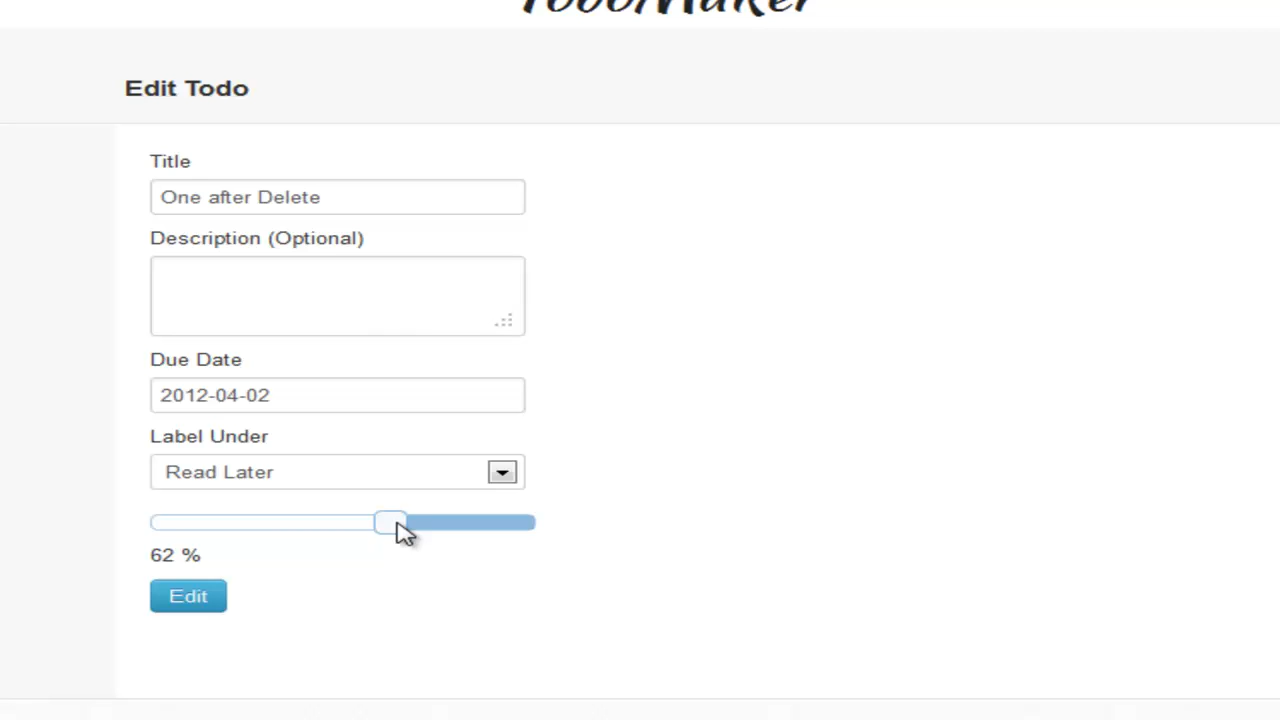 TodoMaker
Edit Todo
Title
One after Delete
Description (Optional)
Due Date
2012-04-02
Label Under
Read Later
62 %
Edit